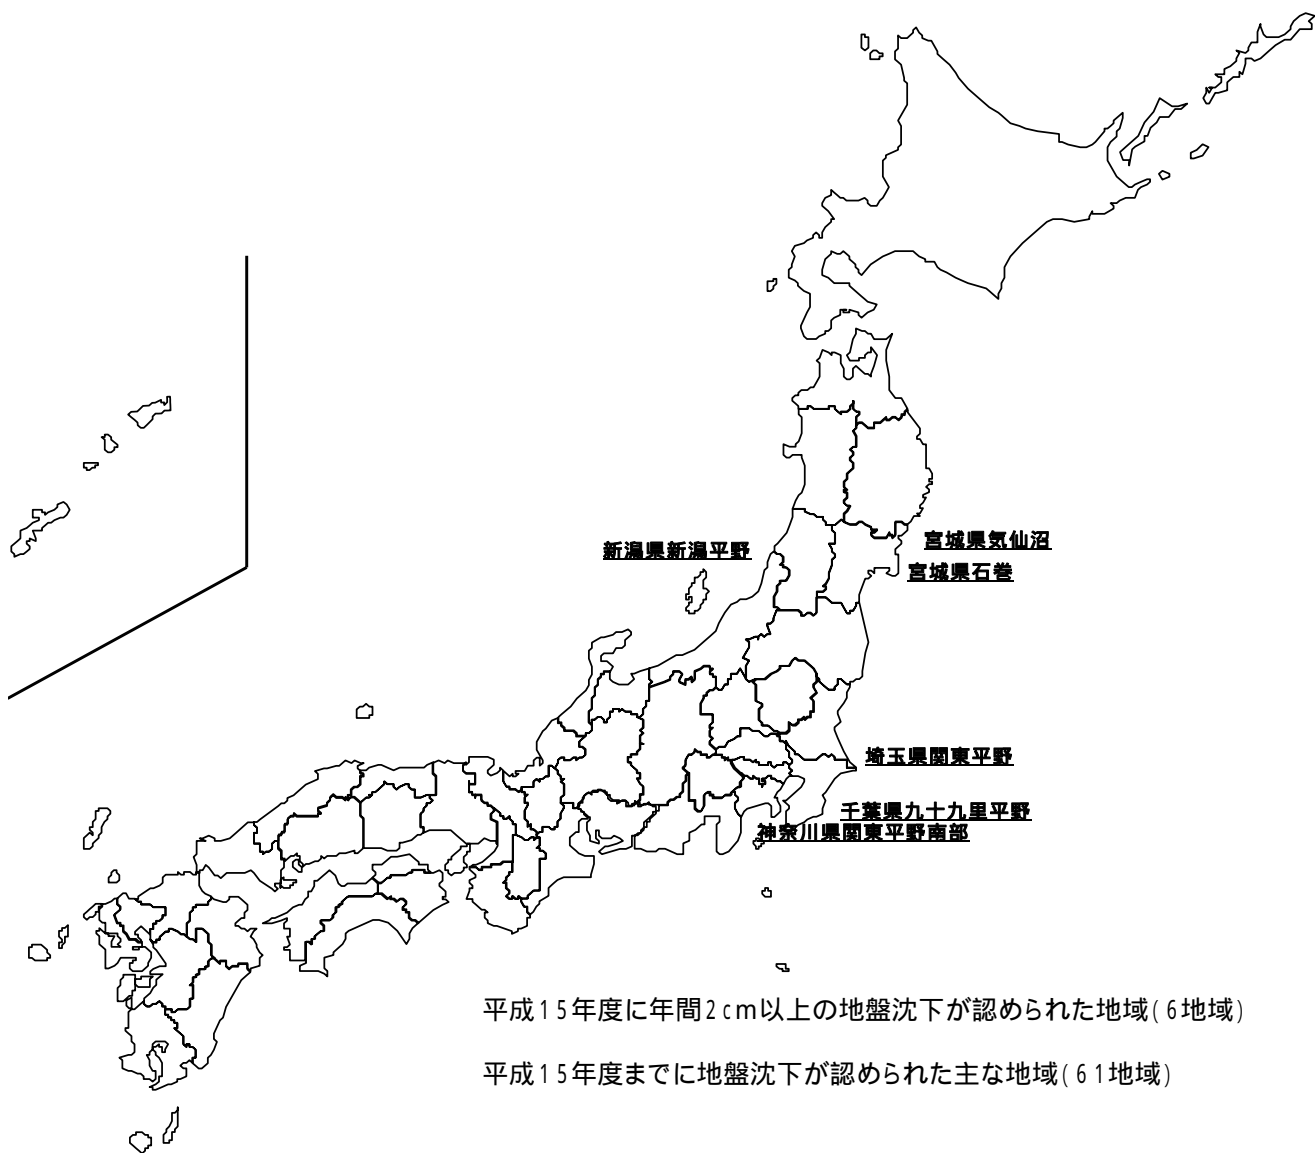 新潟県新潟平野
宮城県気仙沼
宮城県石巻
埼玉県関東平野
千葉県九十九里平野
神奈川県関東平野南部
平成15年度に年間2cm以上の地盤沈下が認められた地域(6地域)
平成15年度までに地盤沈下が認められた主な地域(61地域)